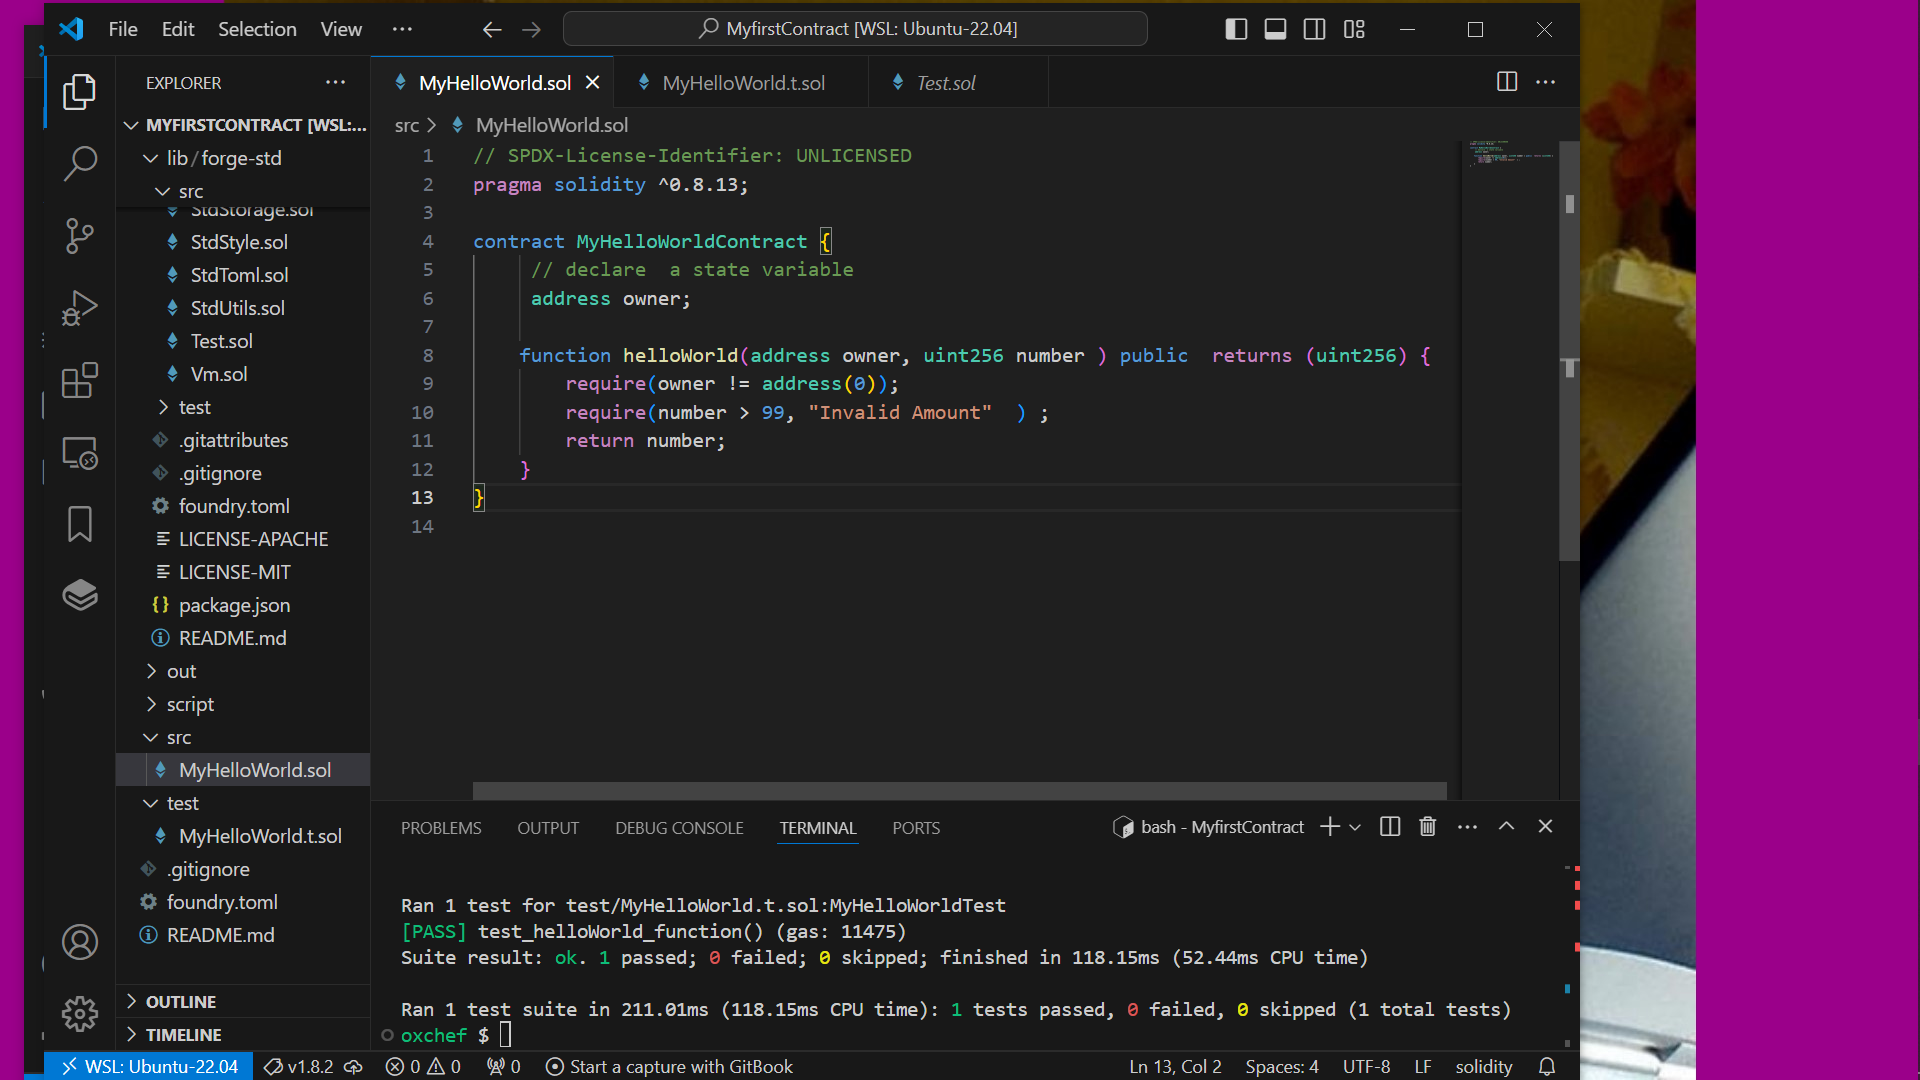 File Edit Selection View ··· MyfirstContract [WSL: Ubuntu-22.04]
EXPLORER ···
MYFIRSTCONTRACT [WSL:...
lib / forge-std
src
StdStorage.sol
StdStyle.sol
StdToml.sol
StdUtils.sol
Test.sol
Vm.sol
test
.gitattributes
.gitignore
foundry.toml
LICENSE-APACHE
LICENSE-MIT
package.json
README.md
out
script
src
MyHelloWorld.sol
test
MyHelloWorld.t.sol
.gitignore
foundry.toml
README.md
OUTLINE
TIMELINE
MyHelloWorld.sol MyHelloWorld.t.sol Test.sol
src > MyHelloWorld.sol
1 // SPDX-License-Identifier: UNLICENSED
2 pragma solidity ^0.8.13;
3
4 contract MyHelloWorldContract {
5 // declare  a state variable
6 address owner;
7
8 function helloWorld(address owner, uint256 number ) public  returns (uint256) {
9 require(owner != address(0));
10 require(number > 99, "Invalid Amount"  ) ;
11 return number;
12 }
13 }
14
PROBLEMS OUTPUT DEBUG CONSOLE TERMINAL PORTS bash - MyfirstContract
Ran 1 test for test/MyHelloWorld.t.sol:MyHelloWorldTest
[PASS] test_helloWorld_function() (gas: 11475)
Suite result: ok. 1 passed; 0 failed; 0 skipped; finished in 118.15ms (52.44ms CPU time)
Ran 1 test suite in 211.01ms (118.15ms CPU time): 1 tests passed, 0 failed, 0 skipped (1 total tests)
oxchef $
WSL: Ubuntu-22.04 v1.8.2 0 0 0 Start a capture with GitBook Ln 13, Col 2 Spaces: 4 UTF-8 LF solidity